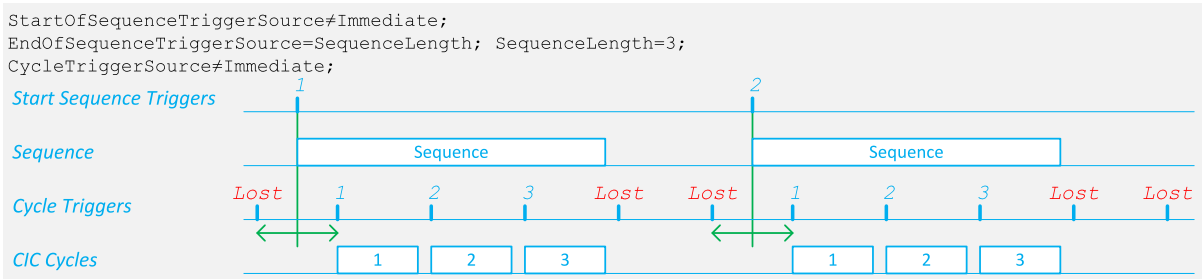 StartOfSequenceTriggerSource≠Immediate;
EndOfSequenceTriggerSource=SequenceLength; SequenceLength=3;
CycleTriggerSource≠Immediate;
1 2
Start Sequence Triggers
Sequence Sequence Sequence
Lost 1 2 3 Lost Lost 1 2 3 Lost Lost
Cycle Triggers
CIC Cycles 1 2 3 1 2 3